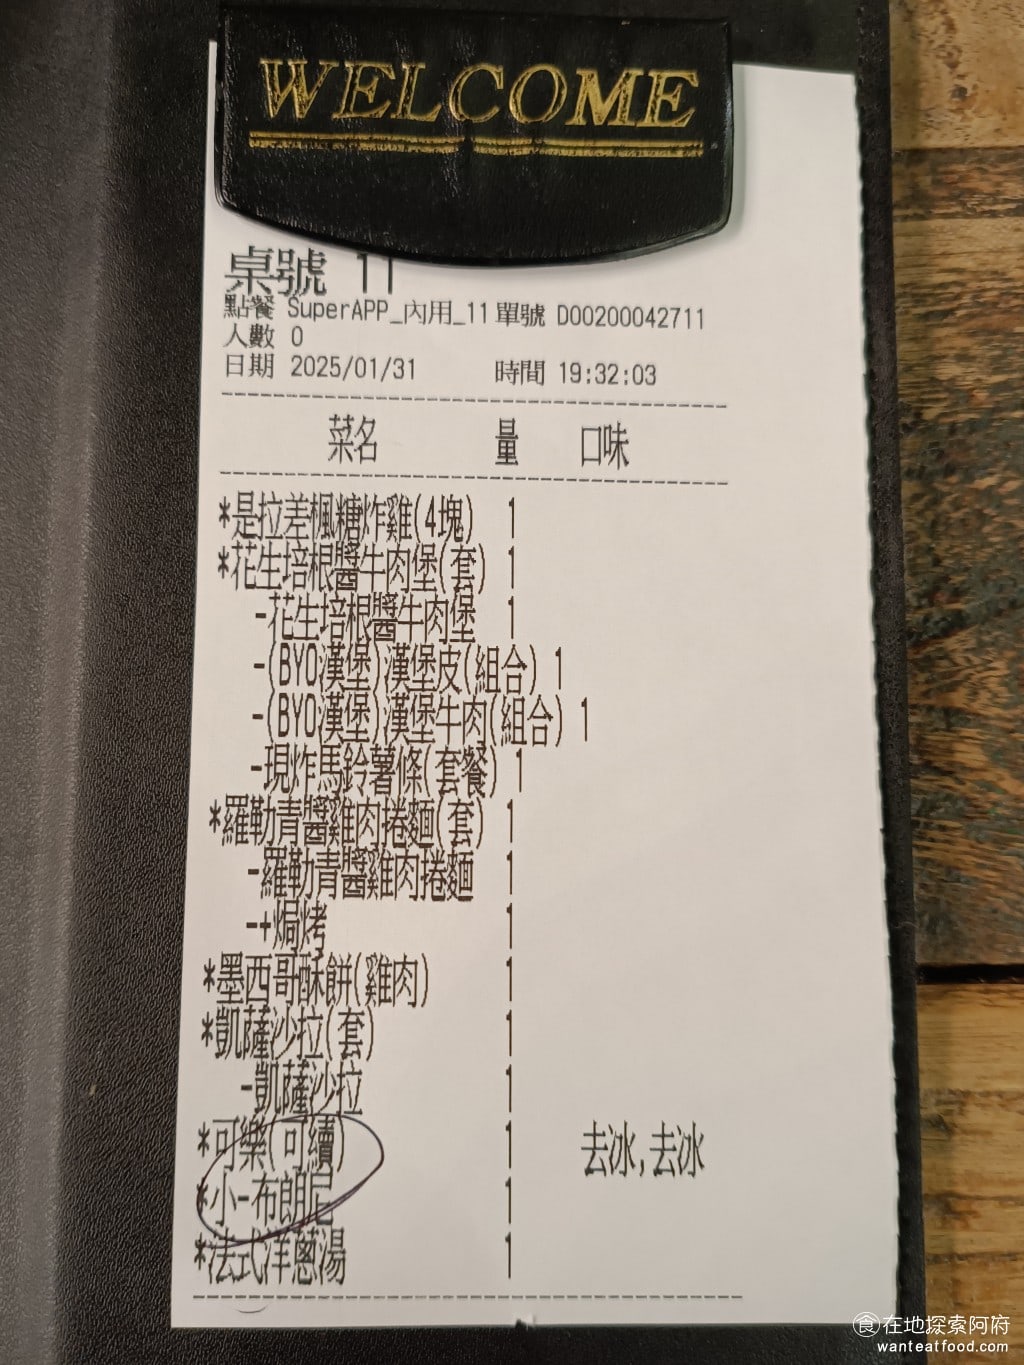 WELCOME
桌號 11
點餐 SuperAPP_內用_11 單號 D00200042711
人數 0
日期 2025/01/31 時間 19:32:03
菜名 量 口味
*是拉差楓糖炸雞(4塊) 1
*花生培根醬牛肉堡(套) 1
-花生培根醬牛肉堡 1
-(BYO漢堡)漢堡皮(組合) 1
-(BYO漢堡)漢堡牛肉(組合) 1
-現炸馬鈴薯條(套餐) 1
*羅勒青醬雞肉捲麵(套) 1
-羅勒青醬雞肉捲麵 1
-+焗烤 1
*墨西哥酥餅(雞肉) 1
*凱薩沙拉(套) 1
-凱薩沙拉 1
*可樂(可續) 1 去冰,去冰
*小-布朗尼 1
*法式洋蔥湯 1
食在地探索阿府
wanteatfood.com